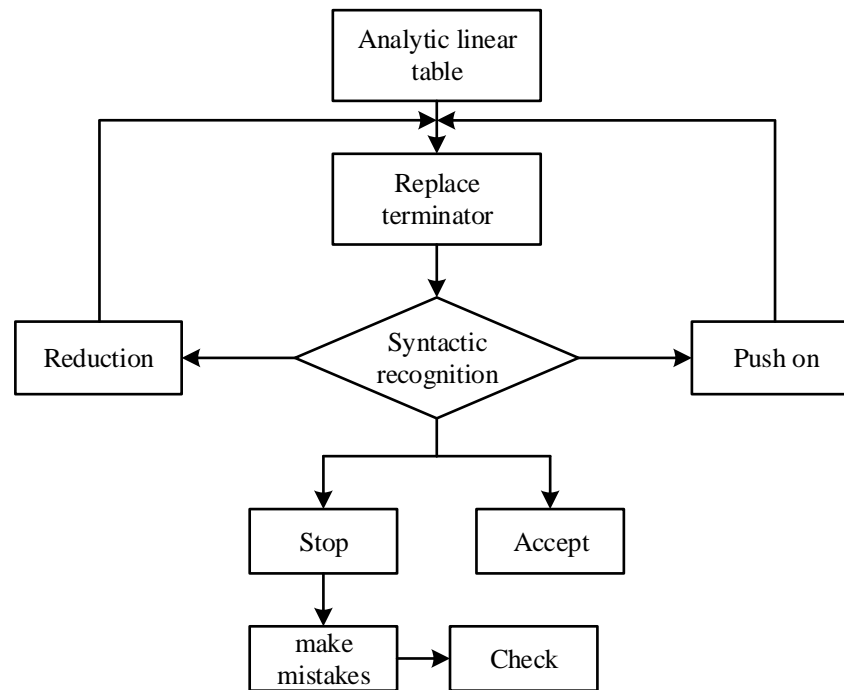 Analytic linear
table
Replace
terminator
Reduction
Syntactic
recognition
Push on
Stop
Accept
make
mistakes
Check